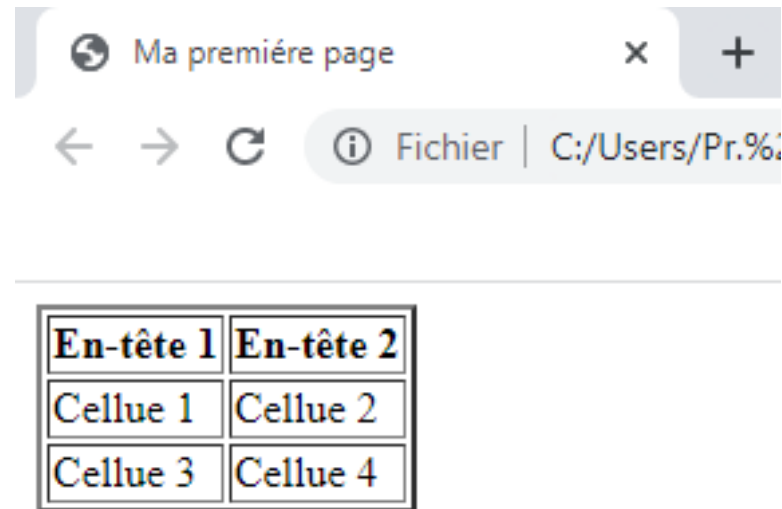 Ma premiére page
Fichier C:/Users/Pr.%2
En-tête 1 En-tête 2
Cellue 1 Cellue 2
Cellue 3 Cellue 4